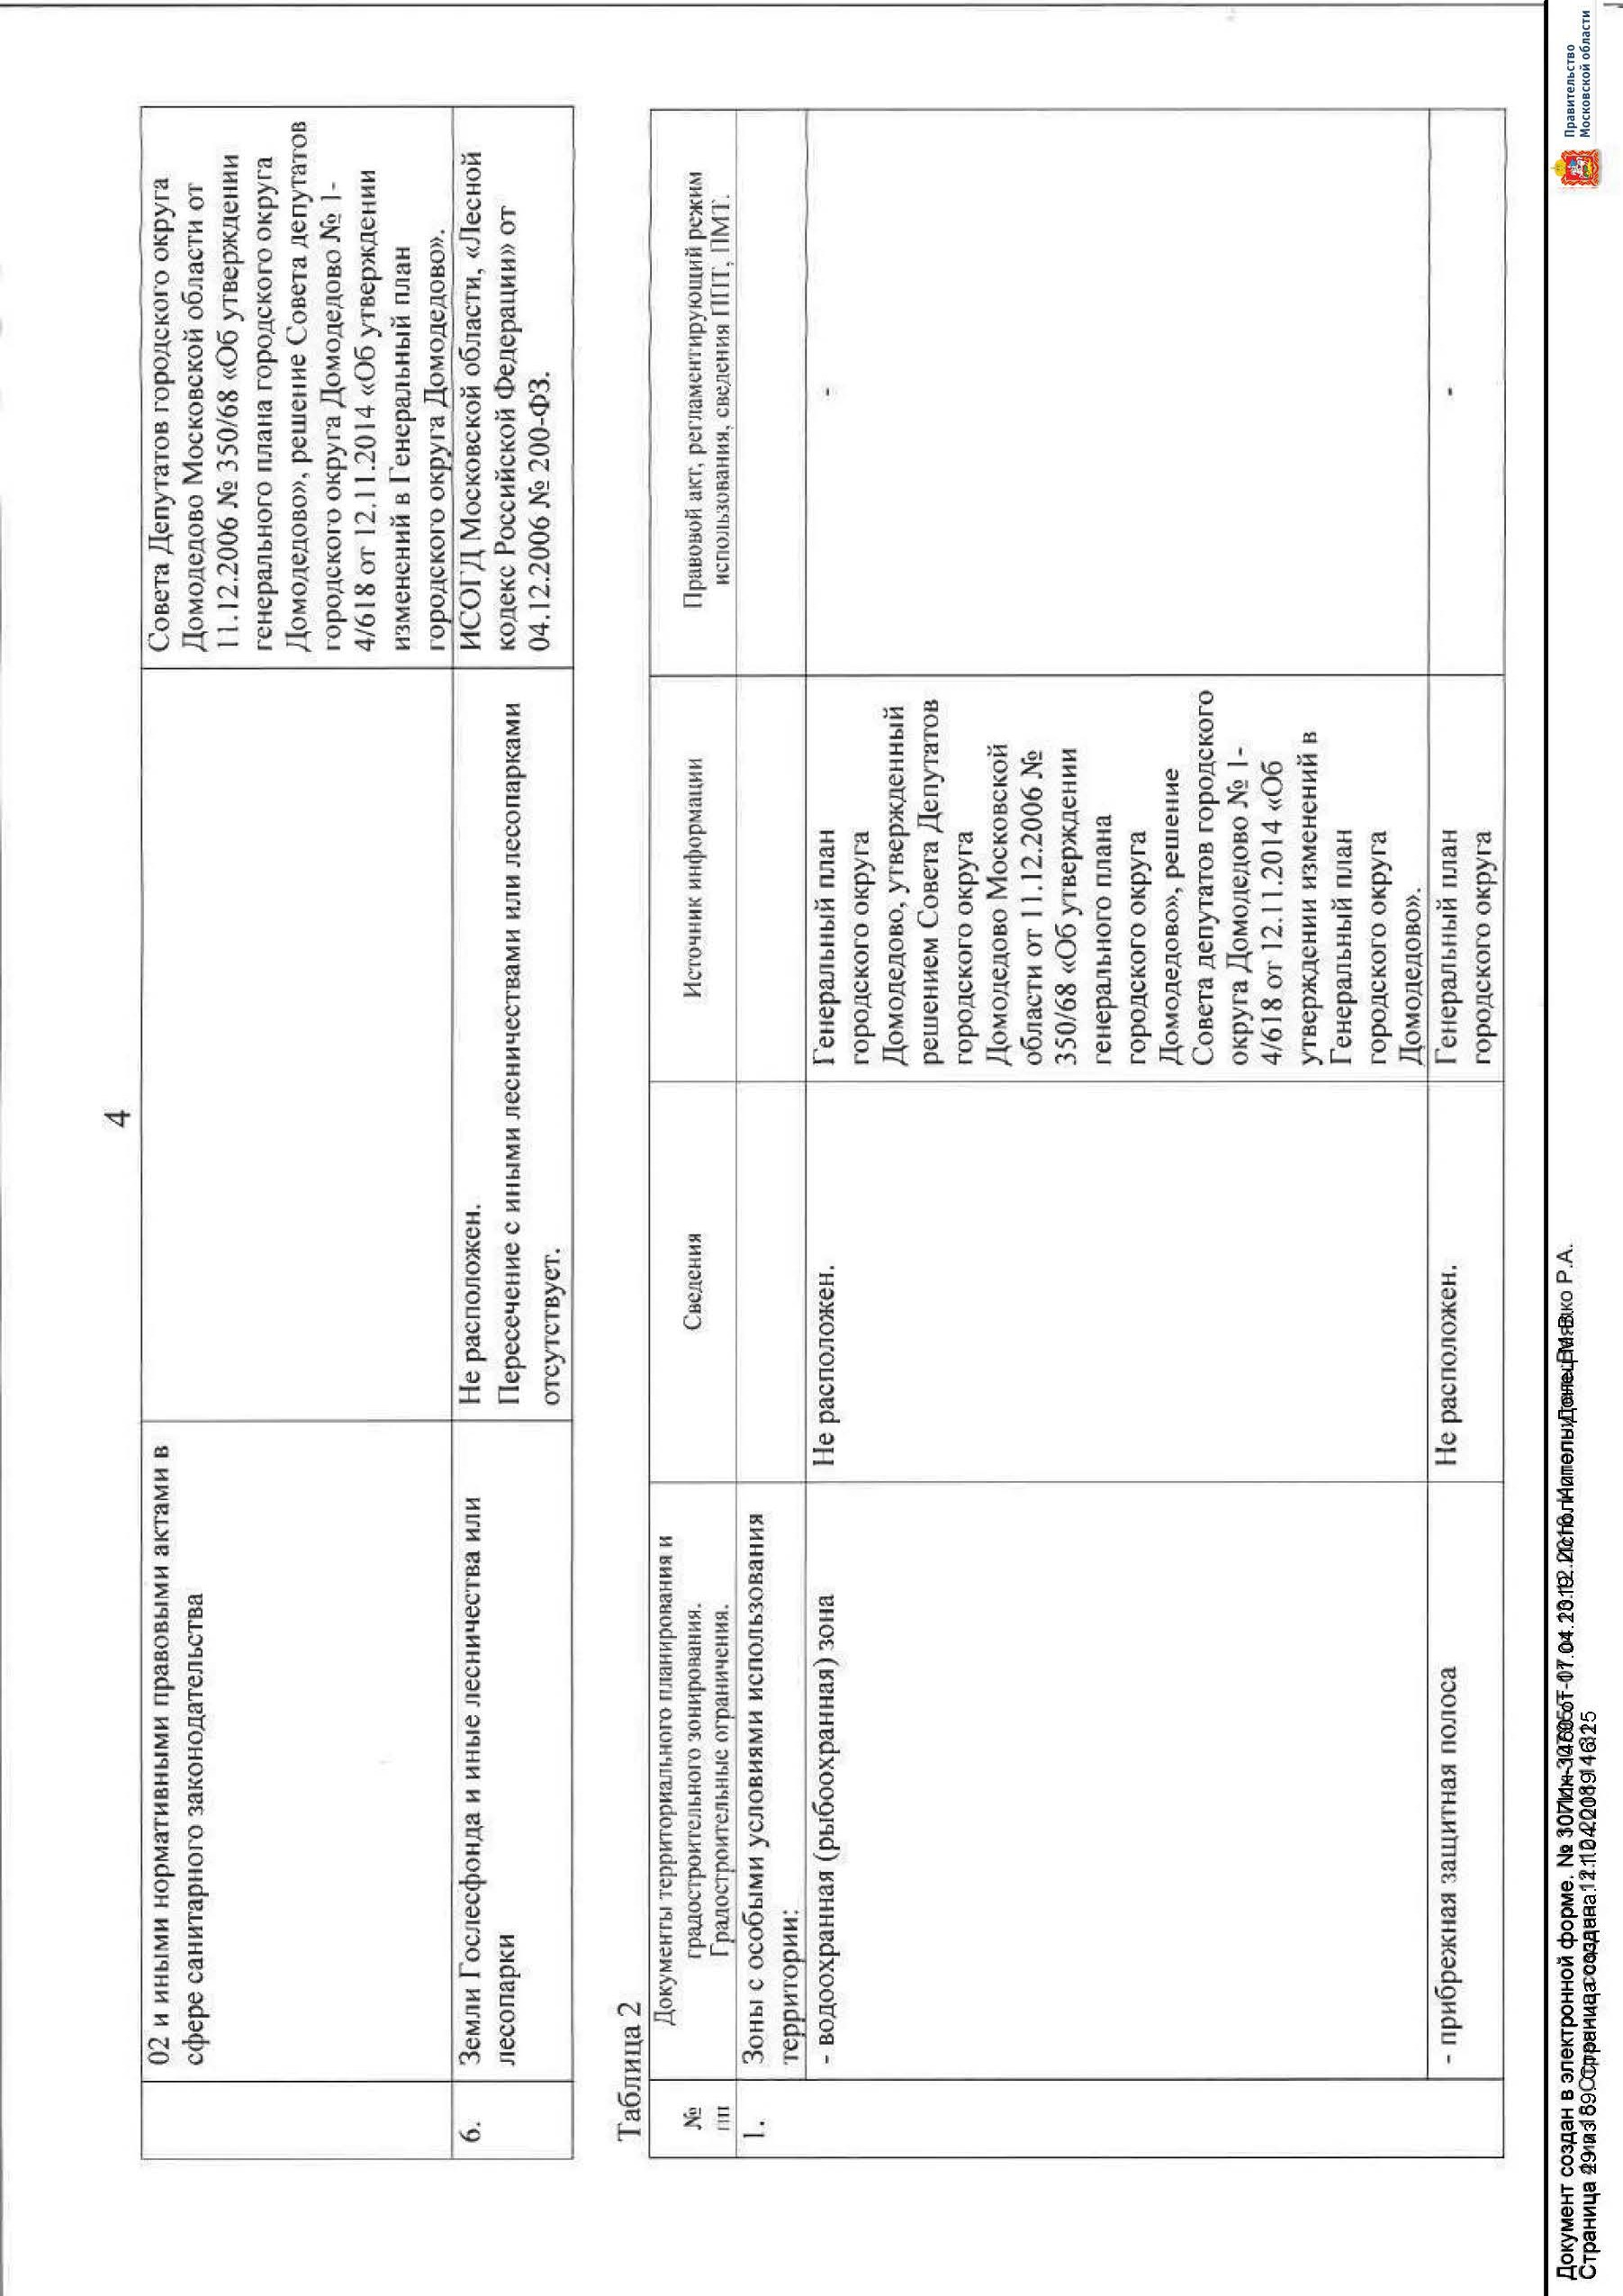 4
02 и иными нормативными правовыми актами в
сфере санитарного законодательства
Совета Депутатов городского округа
Домодедово Московской области от
11.12.2006 № 350/68 «Об утверждении
генерального плана городского округа
Домодедово», решение Совета депутатов
городского округа Домодедово № 1-
4/618 от 12.11.2014 «Об утверждении
изменений в Генеральный план
городского округа Домодедово».
6.
Земли Гослесфонда и иные лесничества или
лесопарки
Не расположен.
Пересечение с иными лесничествами или лесопарками
отсутствует.
ИСОГД Московской области, «Лесной
кодекс Российской Федерации» от
04.12.2006 № 200-ФЗ.
Таблица 2
№
пп
Документы территориального планирования и
градостроительного зонирования.
Градостроительные ограничения.
Сведения
Источник информации
Правовой акт, регламентирующий режим
использования, сведения ППТ, ПМТ.
1.
Зоны с особыми условиями использования
территории:
- водоохранная (рыбоохранная) зона
Не расположен.
Генеральный план
городского округа
Домодедово, утвержденный
решением Совета Депутатов
городского округа
Домодедово Московской
области от 11.12.2006 №
350/68 «Об утверждении
генерального плана
городского округа
Домодедово», решение
Совета депутатов городского
округа Домодедово № 1-
4/618 от 12.11.2014 «Об
утверждении изменений в
Генеральный план
городского округа
Домодедово».
-
- прибрежная защитная полоса
Не расположен.
Генеральный план
городского округа
-
Документ создан в электронной форме. №
Страница
Правительство
Московской области